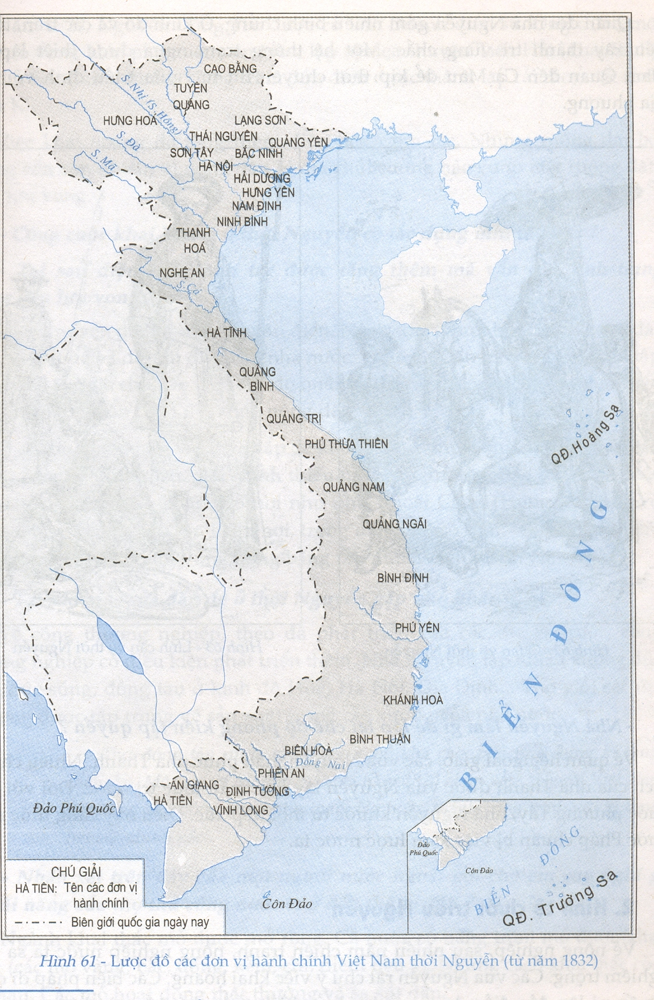 CAO BẰNG
TUYÊN
QUANG
S.Nhị (S.Hồng)
HƯNG HOÁ
LẠNG SƠN
THÁI NGUYÊN
QUẢNG YÊN
S. Đà
SƠN TÂY
BẮC NINH
S. Mã
HÀ NỘI
HẢI DƯƠNG
HƯNG YÊN
NAM ĐỊNH
NINH BÌNH
THANH
HOÁ
NGHỆ AN
S.Cả
HÀ TĨNH
QUẢNG
BÌNH
QUẢNG TRỊ
PHỦ THỪA THIÊN
QĐ.Hoàng Sa
QUẢNG NAM
QUẢNG NGÃI
BÌNH ĐỊNH
PHÚ YÊN
KHÁNH HOÀ
BÌNH THUẬN
BIỂN ĐÔNG
BIÊN HOÀ
S. Đồng Nai
PHIÊN AN
AN GIANG
ĐỊNH TƯỜNG
HÀ TIÊN
VĨNH LONG
Đảo Phú Quốc
Côn Đảo
Đảo
Phú Quốc
Côn Đảo
BIỂN ĐÔNG
QĐ. Trường Sa
CHÚ GIẢI
HÀ TIÊN: Tên các đơn vị
hành chính
Biên giới quốc gia ngày nay
Hình 61 - Lược đồ các đơn vị hành chính Việt Nam thời Nguyễn (từ năm 1832)